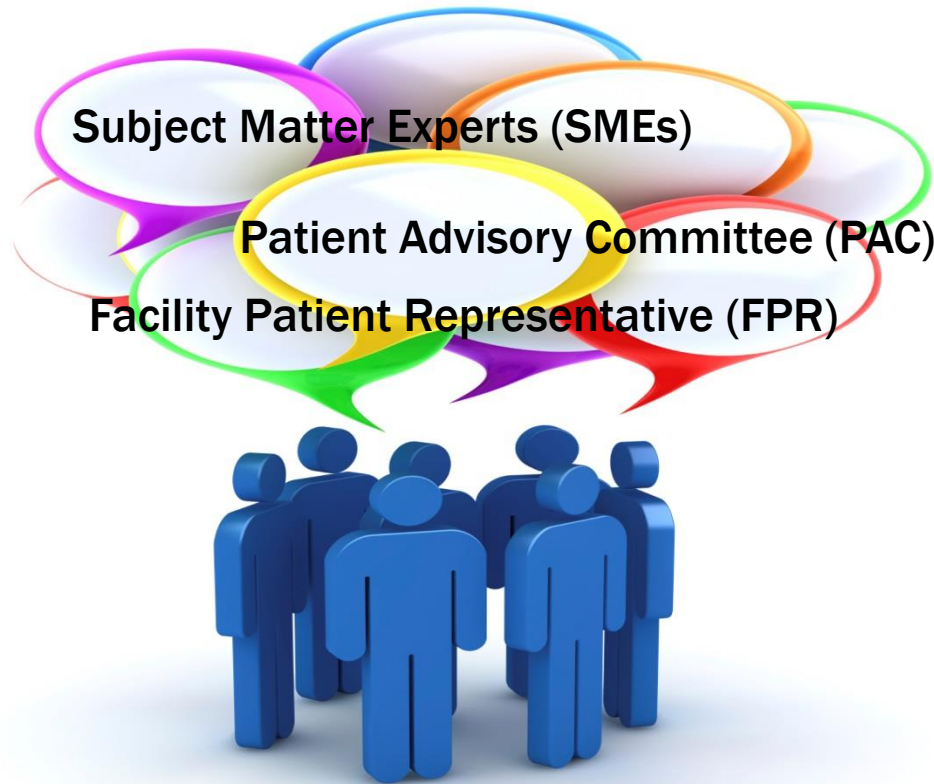 Subject Matter Experts (SMEs)
Patient Advisory Committee (PAC)
Facility Patient Representative (FPR)